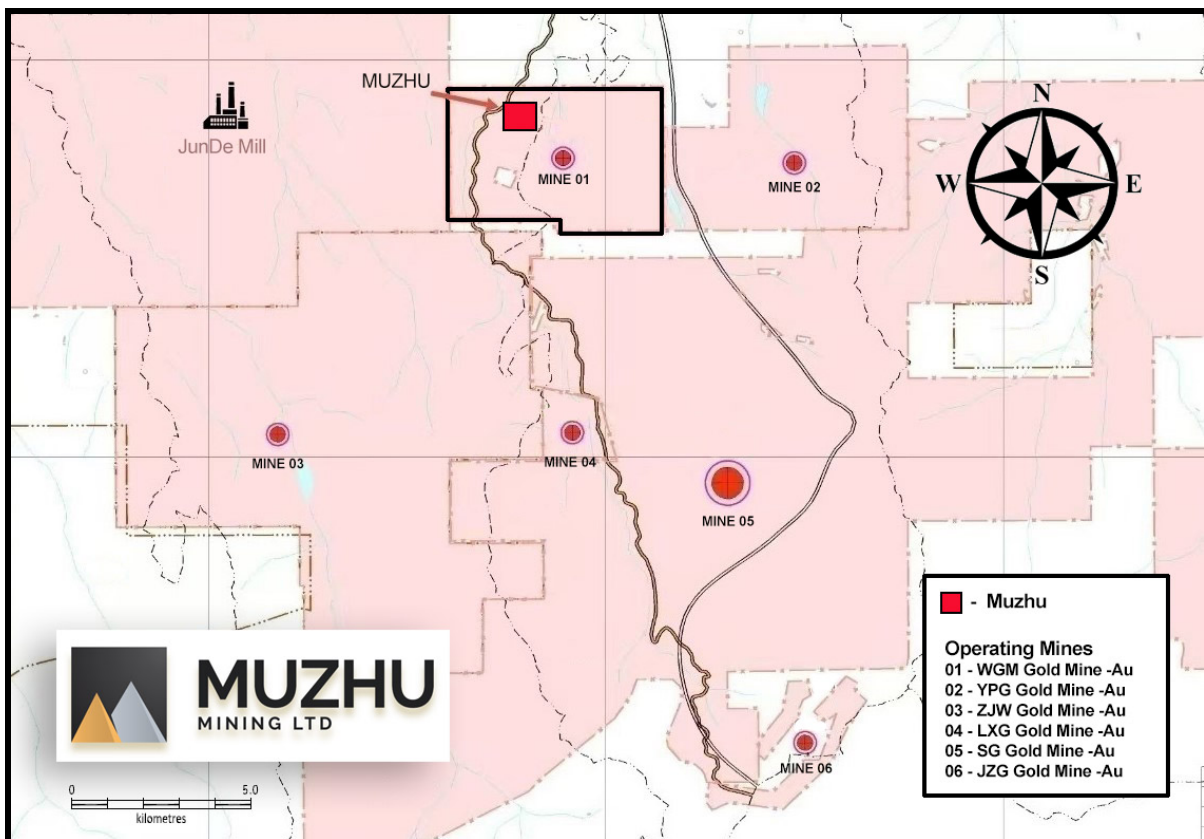 MUZHU
JunDe Mill
MINE 01
MINE 02
N
W
E
S
MINE 03
MINE 04
MINE 05
MINE 06
- Muzhu
Operating Mines
01 - WGM Gold Mine -Au
02 - YPG Gold Mine -Au
03 - ZJW Gold Mine -Au
04 - LXG Gold Mine -Au
05 - SG Gold Mine -Au
06 - JZG Gold Mine -Au
MUZHU
MINING LTD
0 5.0
kilometres